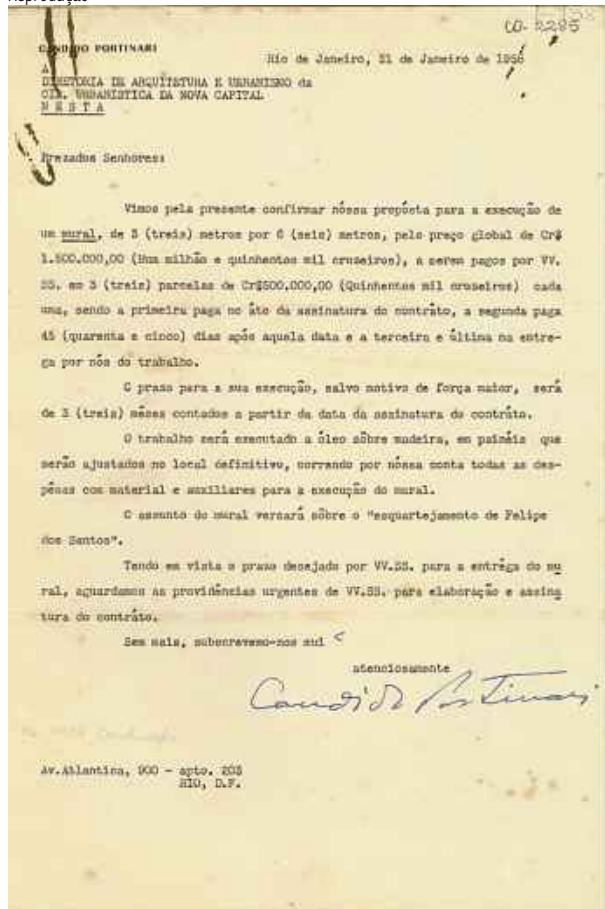 Reprodução
CO-2285
CANDIDO PORTINARI
Rio de Janeiro, 31 de Janeiro de 1956
A
DIRETORIA DE ARQUITETURA E URBANISMO da
CIA. URBANÍSTICA DA NOVA CAPITAL
N E S T A
Prezados Senhores:
Vimos pela presente confirmar nóssa propósta para a execução de
um mural, de 3 (treis) metros por 6 (seis) metros, pelo preço global de Cr$
1.500.000,00 (Hum milhão e quinhentos mil cruzeiros), a serem pagos por VV.
SS. em 3 (treis) parcelas de Cr$500.000,00 (Quinhentos mil cruzeiros) cada
uma, sendo a primeira paga no áto da assinatura do contráto, a segunda paga
45 (quarenta e cinco) dias após aquela data e a terceira e última na entre-
ga por nós do trabalho.
O prazo para a sua execução, salvo motivo de força maior, será
de 3 (treis) mêses contados a partir da data da assinatura do contráto.
O trabalho será executado a óleo sôbre madeira, em painéis que
serão ajustados no local definitivo, correndo por nóssa conta todas as des-
pêsas com material e auxiliares para a execução do mural.
O assunto do mural versará sôbre o "esquartejamento de Felipe
dos Santos".
Tendo em vista o prazo desejado por VV.SS. para a entréga do mu
ral, aguardamos as providências urgentes de VV.SS. para elaboração e assina
tura do contráto.
Sem mais, subscrevemo-nos mui
atenciosamente
Candido Portinari
Av.Atlantica, 900 - apto. 203
RIO, D.F.